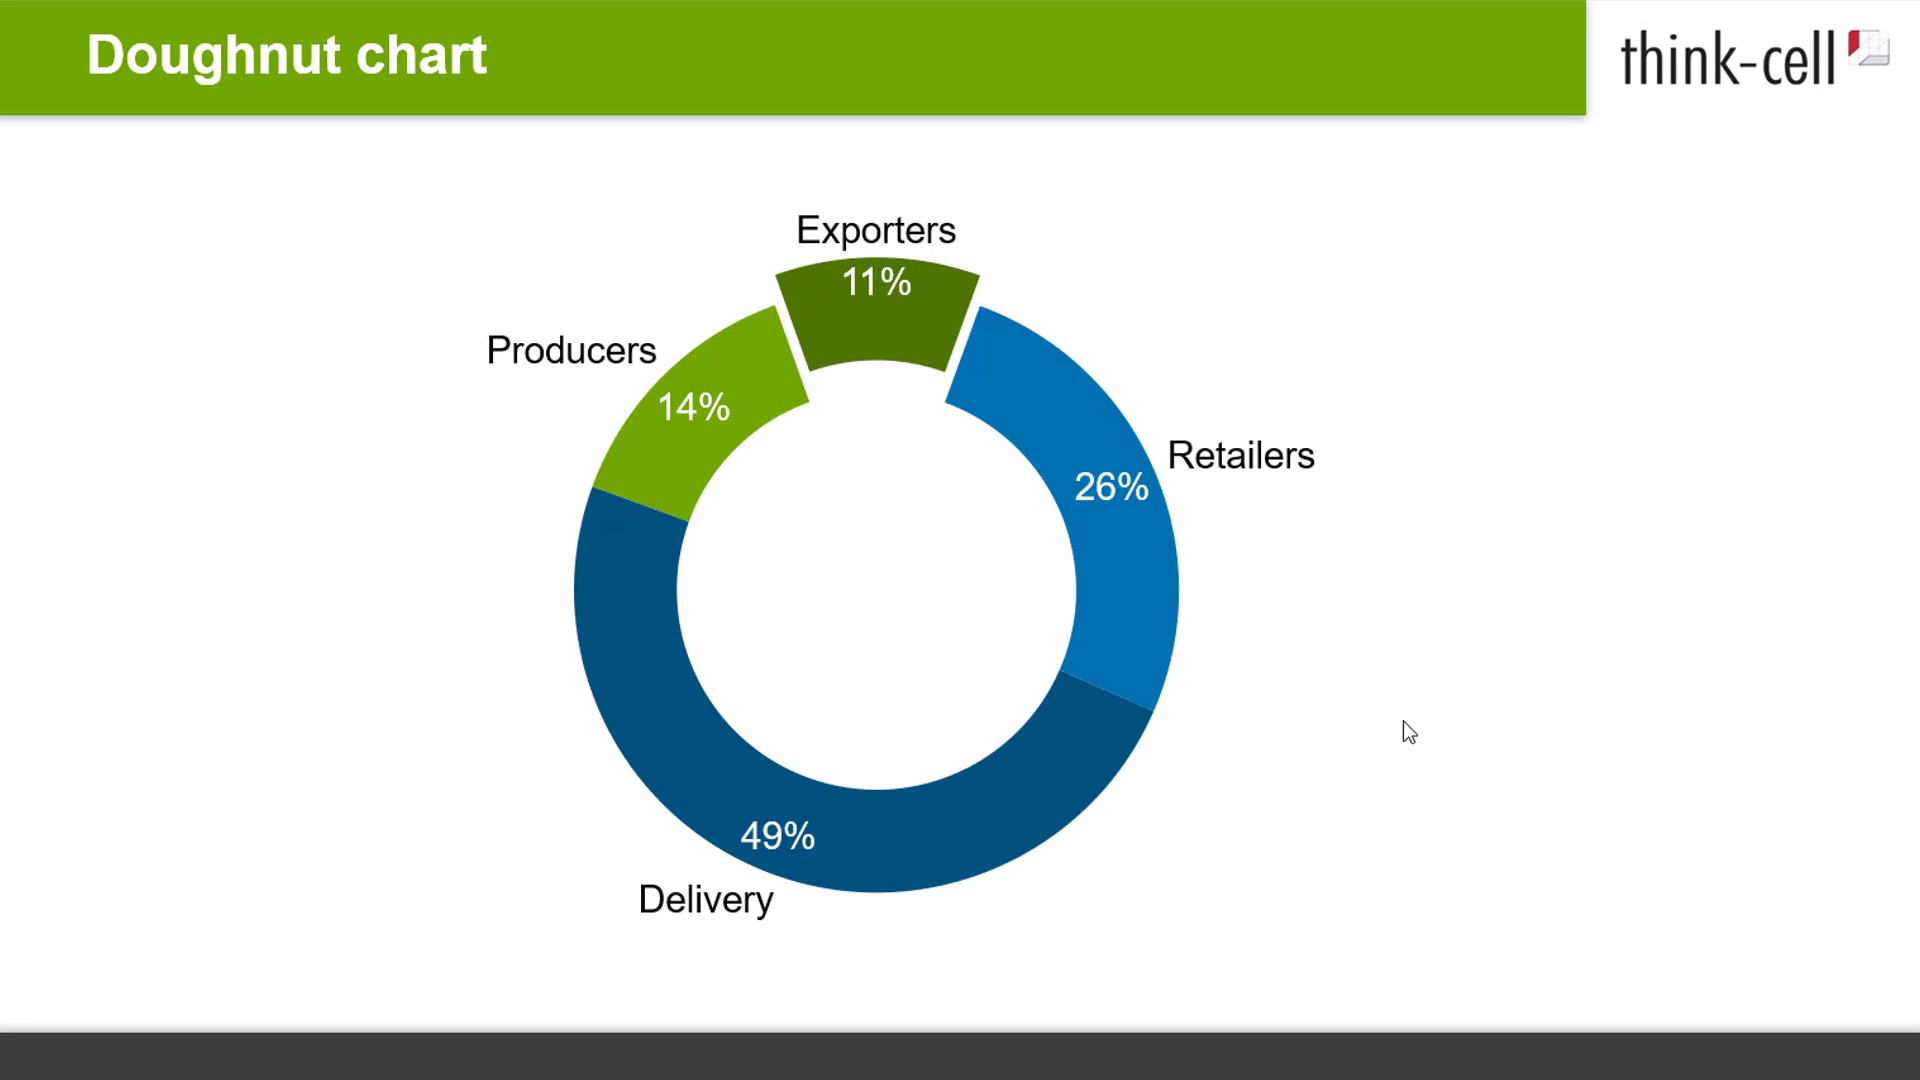 Doughnut chart
think-cell
Exporters
11%
Producers
14%
Retailers
26%
49%
Delivery